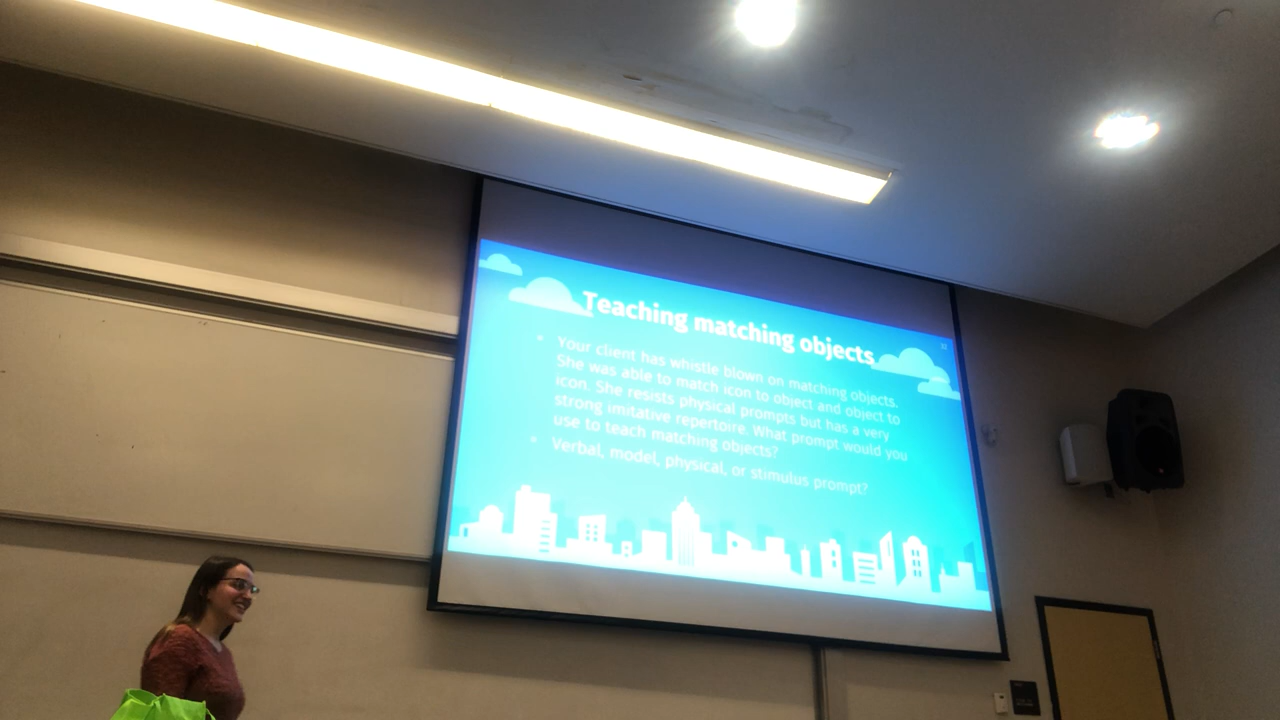 32
Teaching matching objects
Your client has whistle blown on matching objects.
She was able to match icon to object and object to
icon. She resists physical prompts but has a very
strong imitative repertoire. What prompt would you
use to teach matching objects?
Verbal, model, physical, or stimulus prompt?